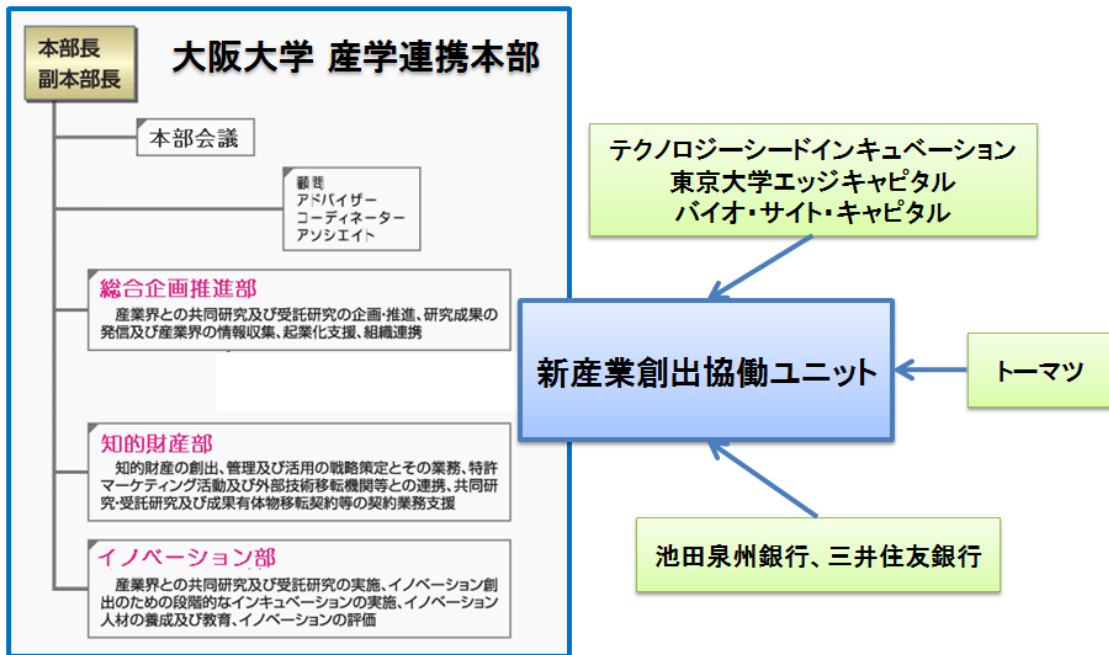 本部長
副本部長
大阪大学 産学連携本部
本部会議
顧問
アドバイザー
コーディネーター
アソシエイト
総合企画推進部
産業界との共同研究及び受託研究の企画・推進、研究成果の
発信及び産業界の情報収集、起業化支援、組織連携
知的財産部
知的財産の創出、管理及び活用の戦略策定とその業務、特許
マーケティング活動及び外部技術移転機関等との連携、共同研
究・受託研究及び成果有体物移転契約等の契約業務支援
イノベーション部
産業界との共同研究及び受託研究の実施、イノベーション創
出のための段階的なインキュベーションの実施、イノベーション
人材の養成及び教育、イノベーションの評価
テクノロジーシードインキュベーション
東京大学エッジキャピタル
バイオ・サイト・キャピタル
新産業創出協働ユニット
トーマツ
池田泉州銀行、三井住友銀行